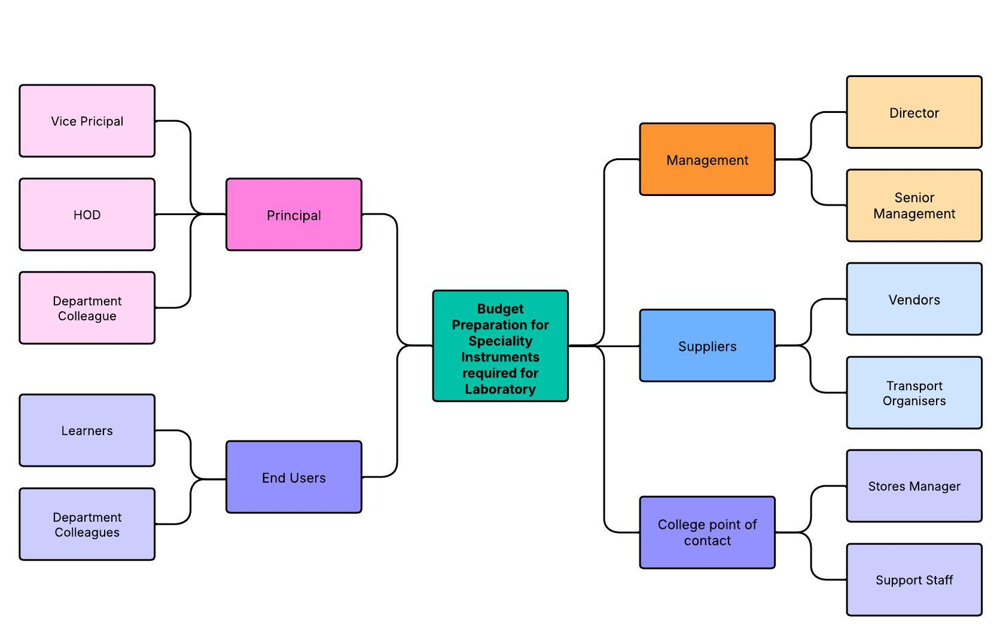 Vice Pricipal
HOD
Department
Colleague
Principal
Learners
Department
Colleagues
End Users
Budget
Preparation for
Speciality
Instruments
required for
Laboratory
Management
Director
Senior
Management
Suppliers
Vendors
Transport
Organisers
College point of
contact
Stores Manager
Support Staff